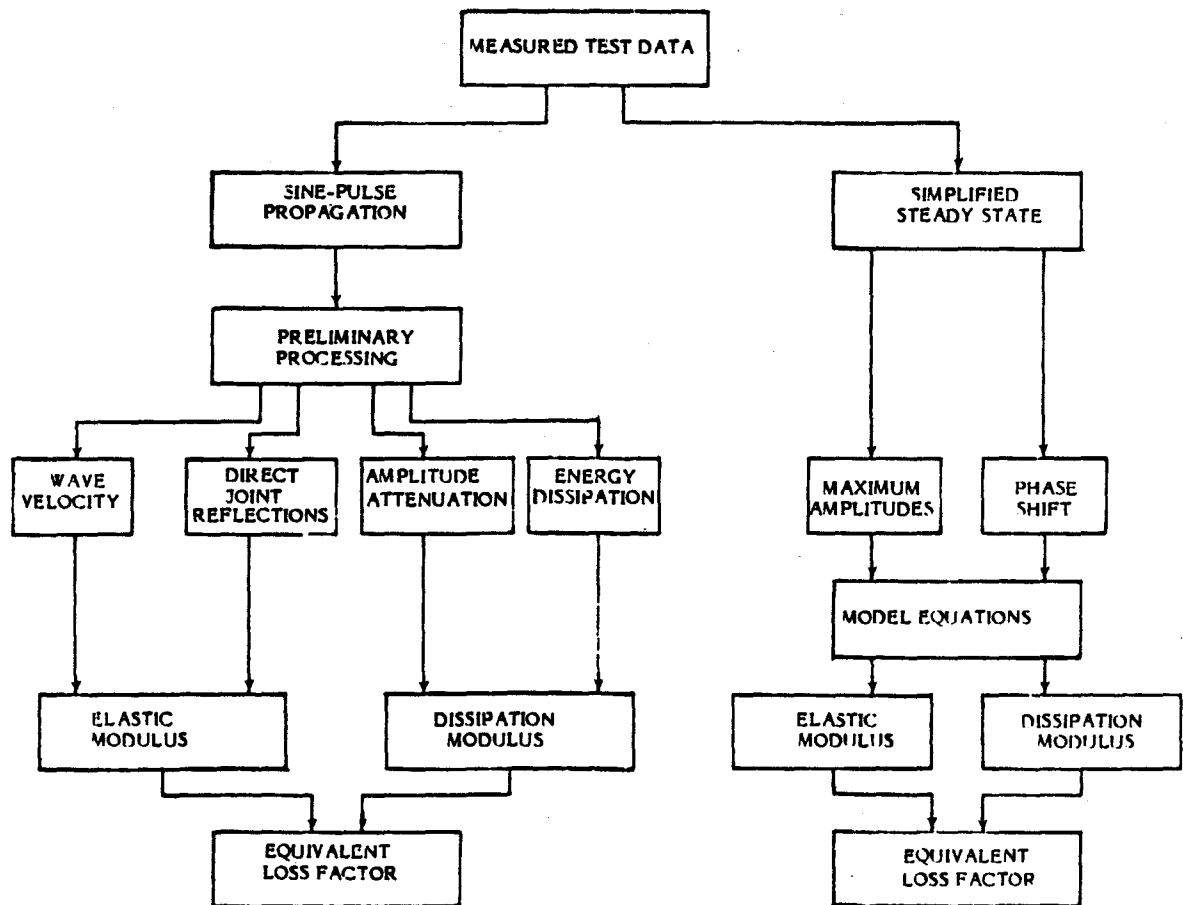 MEASURED TEST DATA
SINE-PULSE
PROPAGATION
SIMPLIFIED
STEADY STATE
PRELIMINARY
PROCESSING
WAVE
VELOCITY
DIRECT
JOINT
REFLECTIONS
AMPLITUDE
ATTENUATION
ENERGY
DISSIPATION
MAXIMUM
AMPLITUDES
PHASE
SHIFT
MODEL EQUATIONS
ELASTIC
MODULUS
DISSIPATION
MODULUS
ELASTIC
MODULUS
DISSIPATION
MODULUS
EQUIVALENT
LOSS FACTOR
EQUIVALENT
LOSS FACTOR